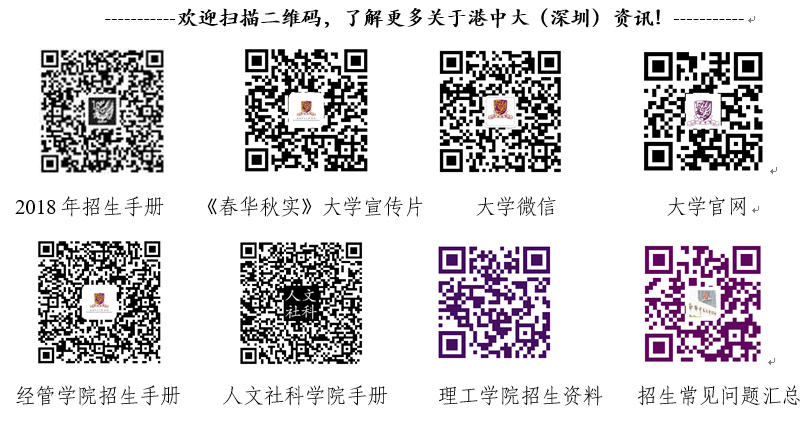 -----------欢迎扫描二维码，了解更多关于港中大（深圳）资讯！-----------
2018年招生手册 《春华秋实》大学宣传片 大学微信 大学官网
人文
社科
经管学院招生手册 人文社科学院手册 理工学院招生资料 招生常见问题汇总